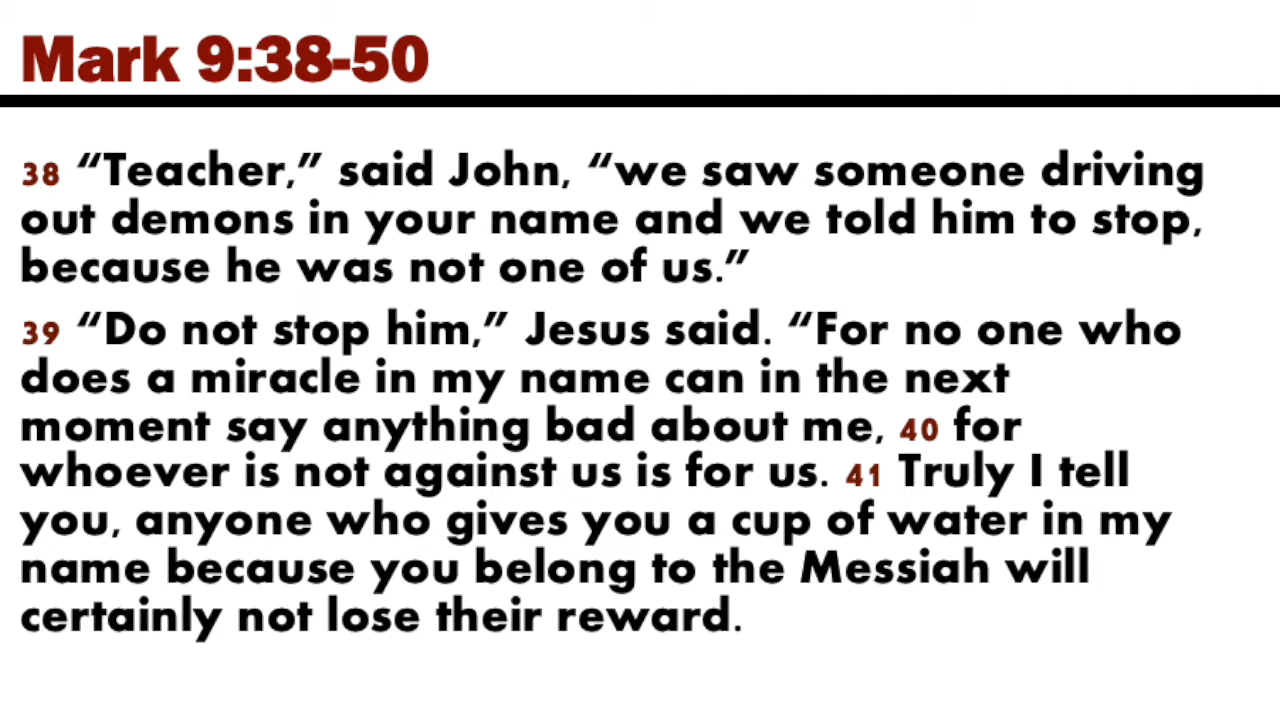 Mark 9:38-50
38 “Teacher,” said John, “we saw someone driving
out demons in your name and we told him to stop,
because he was not one of us.”
39 “Do not stop him,” Jesus said. “For no one who
does a miracle in my name can in the next
moment say anything bad about me, 40 for
whoever is not against us is for us. 41 Truly I tell
you, anyone who gives you a cup of water in my
name because you belong to the Messiah will
certainly not lose their reward.